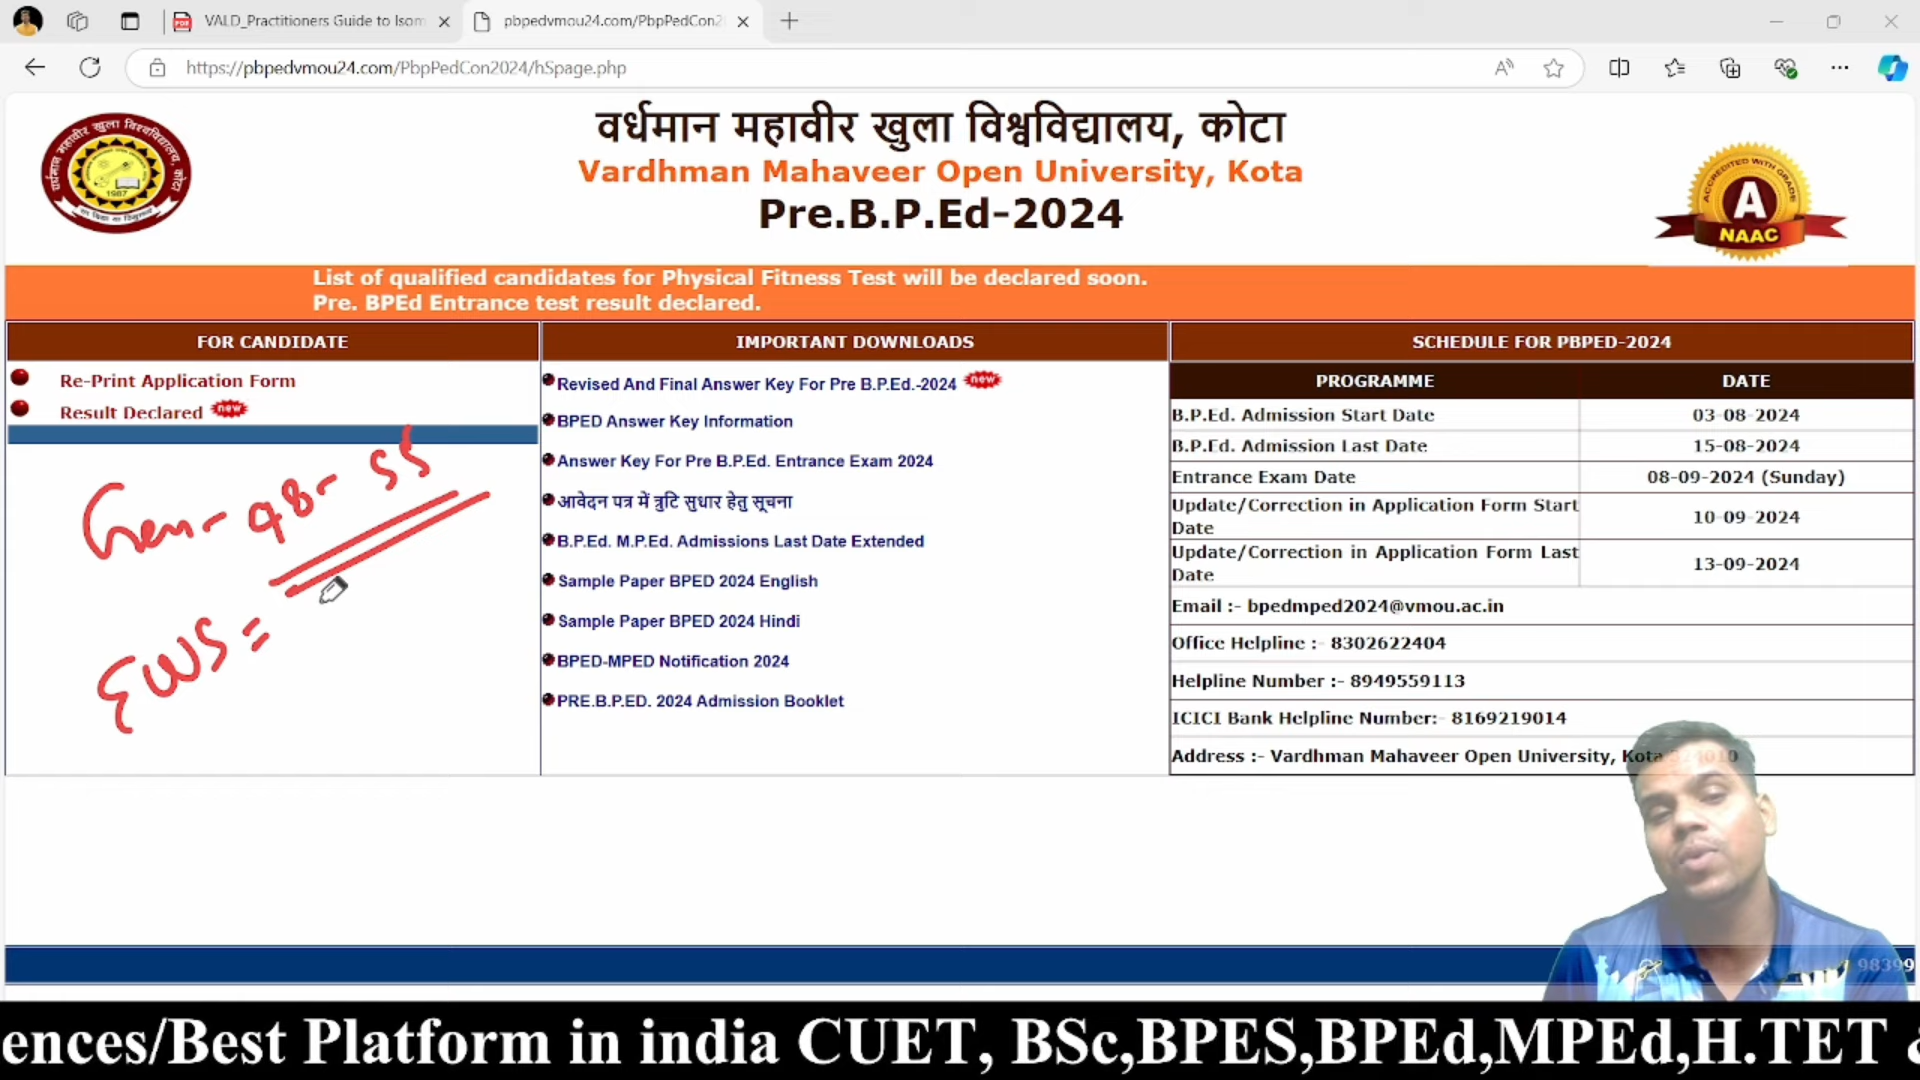 VALD_Practitioners Guide to Isom
pbpedvmou24.com/PbpPedCon2
https://pbpedvmou24.com/PbpPedCon2024/hSpage.php
वर्धमान महावीर खुला विश्वविद्यालय, कोटा
Vardhman Mahaveer Open University, Kota
Pre.B.P.Ed-2024
1987
ACCREDITED WITH GRADE
A
NAAC
List of qualified candidates for Physical Fitness Test will be declared soon.
Pre. BPEd Entrance test result declared.
FOR CANDIDATE
Re-Print Application Form
Result Declared new
Gen - 48 - 55
EWS =
IMPORTANT DOWNLOADS
Revised And Final Answer Key For Pre B.P.Ed.-2024 new
BPED Answer Key Information
Answer Key For Pre B.P.Ed. Entrance Exam 2024
आवेदन पत्र में त्रुटि सुधार हेतु सूचना
B.P.Ed. M.P.Ed. Admissions Last Date Extended
Sample Paper BPED 2024 English
Sample Paper BPED 2024 Hindi
BPED-MPED Notification 2024
PRE.B.P.ED. 2024 Admission Booklet
SCHEDULE FOR PBPED-2024
PROGRAMME DATE
B.P.Ed. Admission Start Date 03-08-2024
B.P.Ed. Admission Last Date 15-08-2024
Entrance Exam Date 08-09-2024 (Sunday)
Update/Correction in Application Form Start
Date 10-09-2024
Update/Correction in Application Form Last
Date 13-09-2024
Email :- bpedmped2024@vmou.ac.in
Office Helpline :- 8302622404
Helpline Number :- 8949559113
ICICI Bank Helpline Number:- 8169219014
Address :- Vardhman Mahaveer Open University, Kota
98399
ences/Best Platform in india CUET, BSc,BPES,BPEd,MPEd,H.TET &